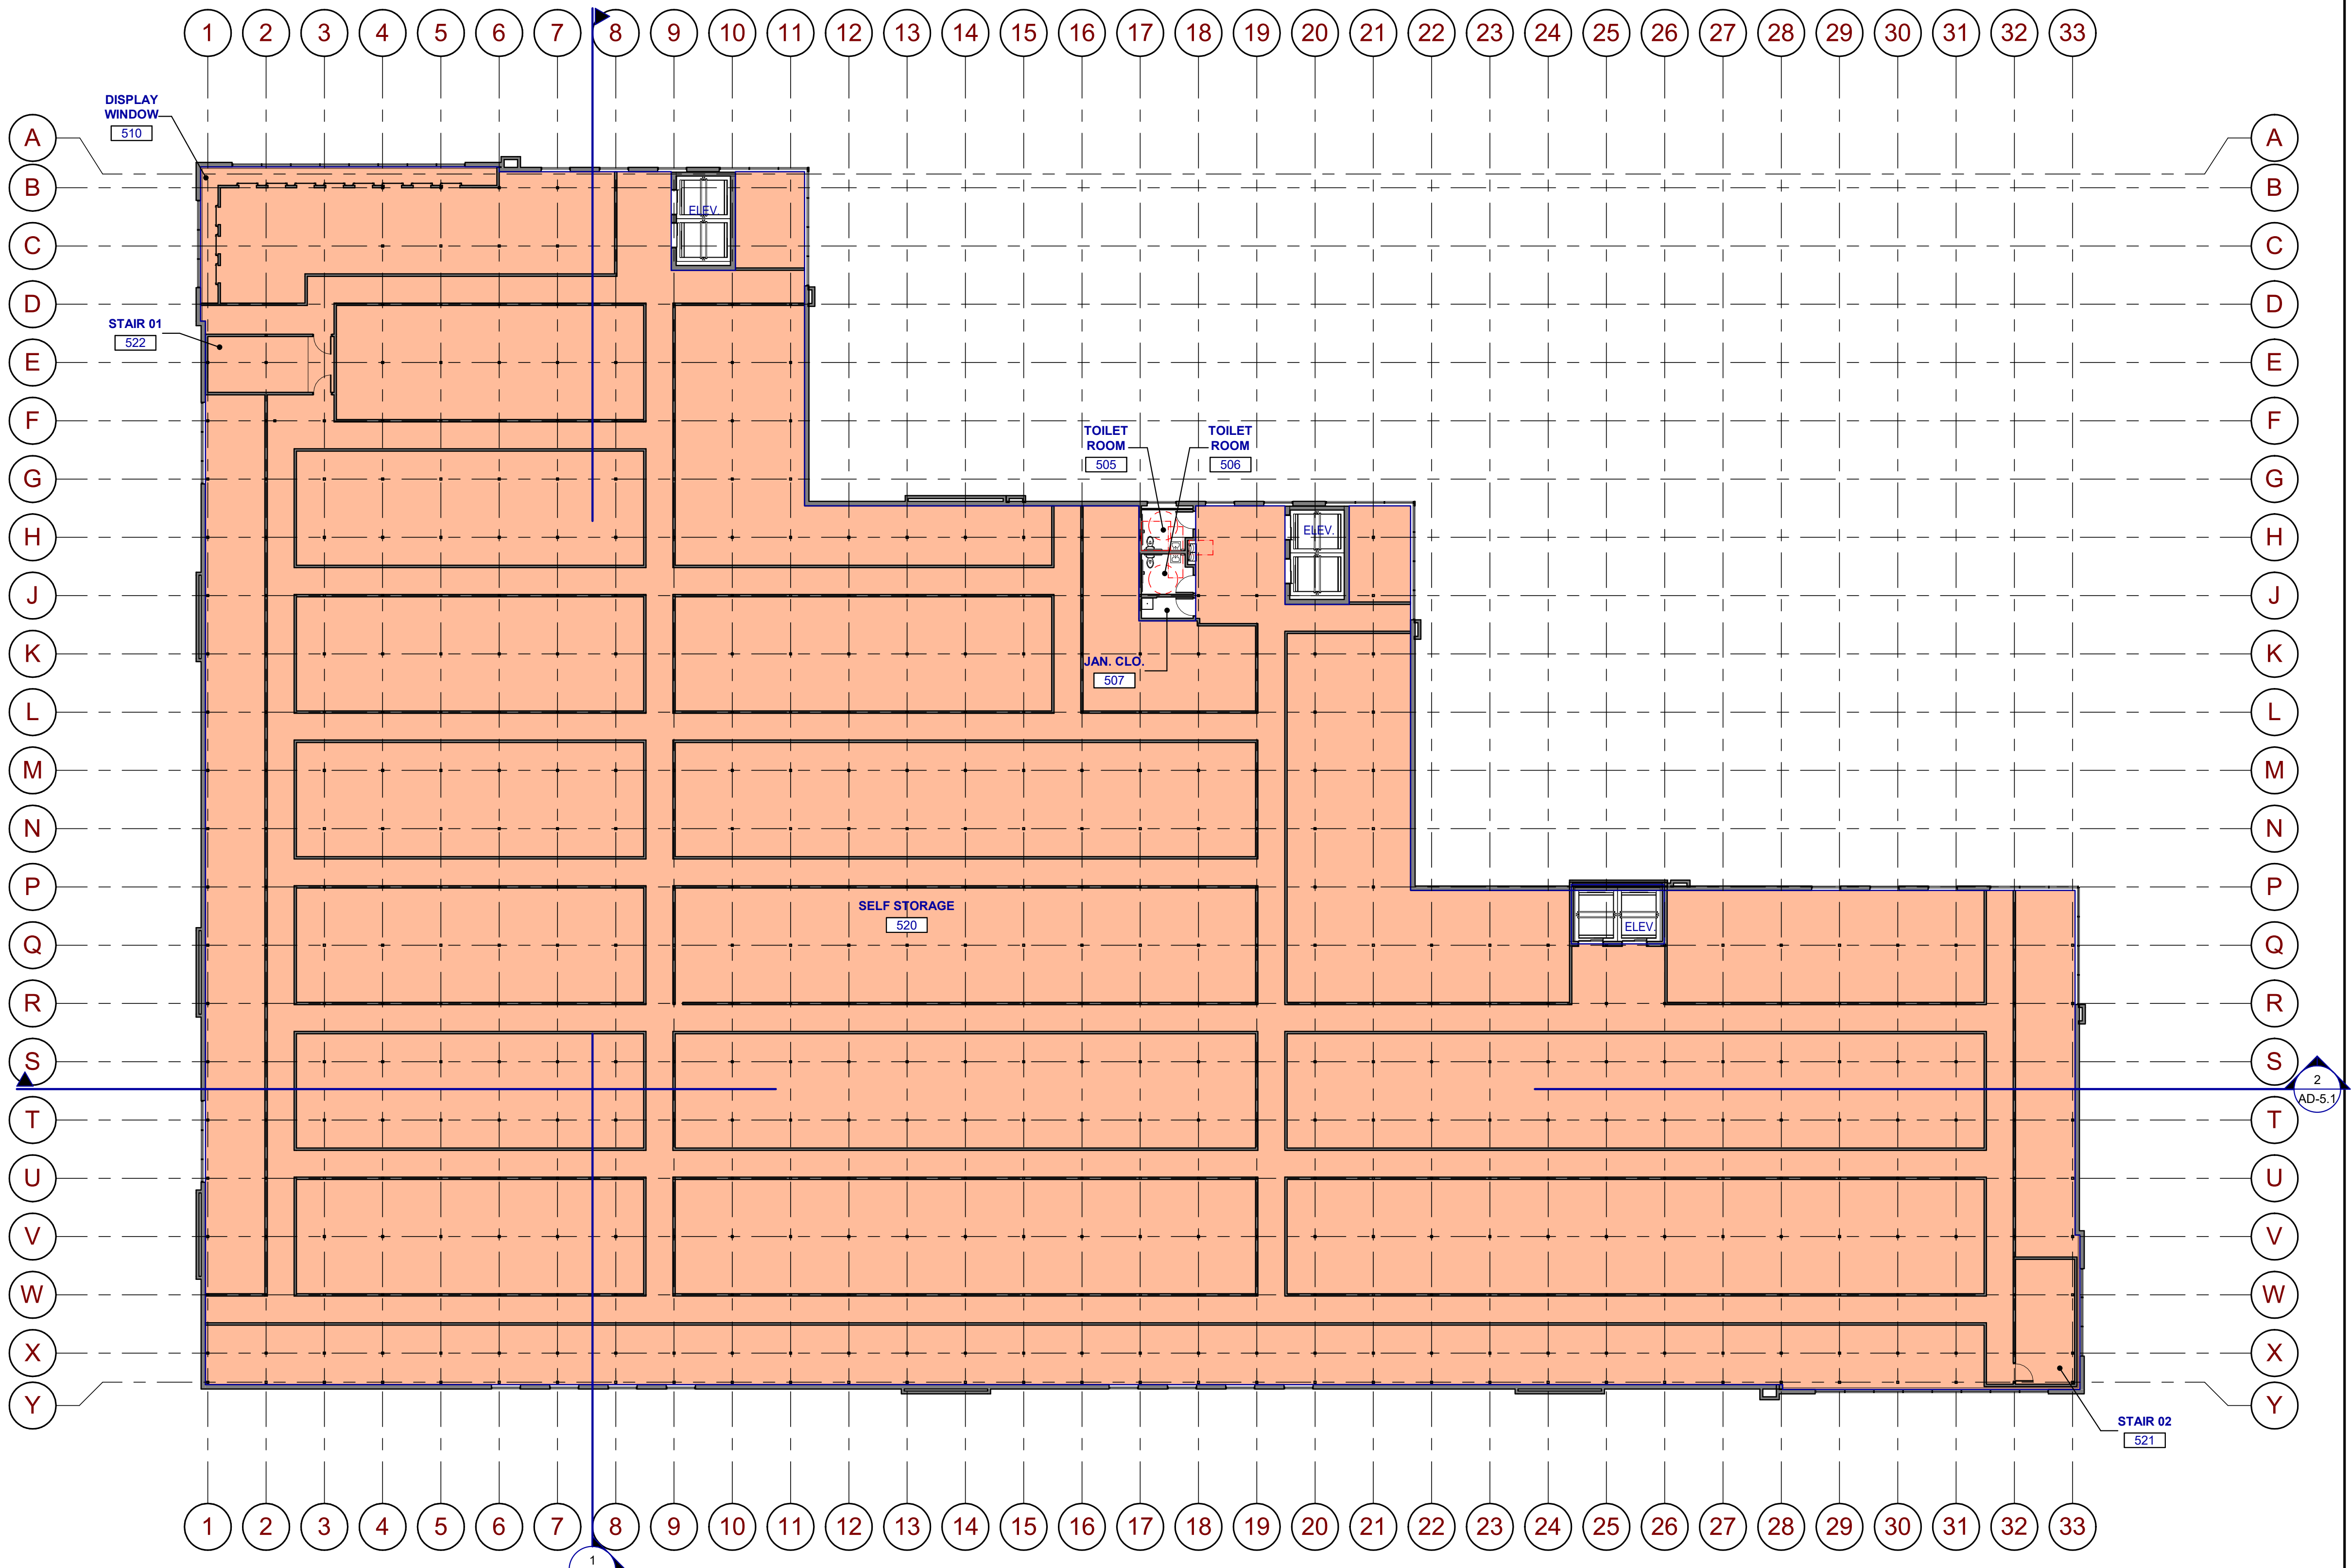 1 2 3 4 5 6 7 8 9 10 11 12 13 14 15 16 17 18 19 20 21 22 23 24 25 26 27 28 29 30 31 32 33
DISPLAY
WINDOW
510
A A
B B
ELEV.
C C
D D
STAIR 01
522
E E
F F
TOILET
ROOM
505
TOILET
ROOM
506
G G
H H
ELEV.
J J
K K
JAN. CLO.
507
L L
M M
N N
P P
SELF STORAGE
520
ELEV.
Q Q
R R
S S
2
AD-5.1
T T
U U
V V
W W
X X
Y Y
STAIR 02
521
1 2 3 4 5 6 7 8 9 10 11 12 13 14 15 16 17 18 19 20 21 22 23 24 25 26 27 28 29 30 31 32 33
1